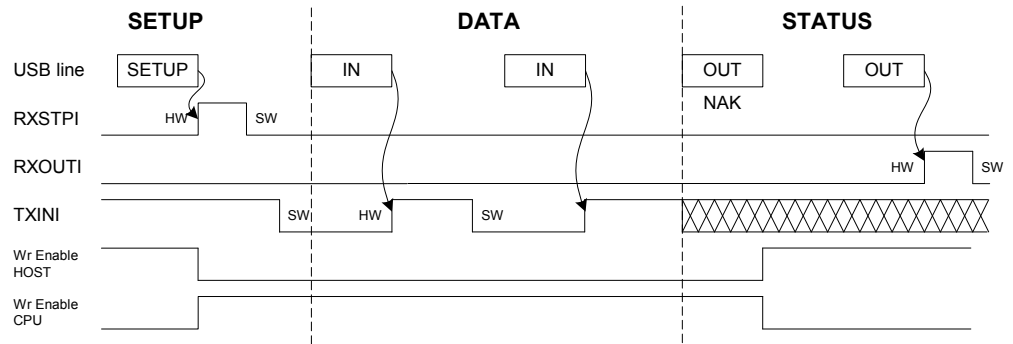 SETUP DATA STATUS
USB line SETUP IN IN OUT OUT
NAK
RXSTPI HW SW
RXOUTI HW SW
TXINI SW HW SW
Wr Enable
HOST
Wr Enable
CPU